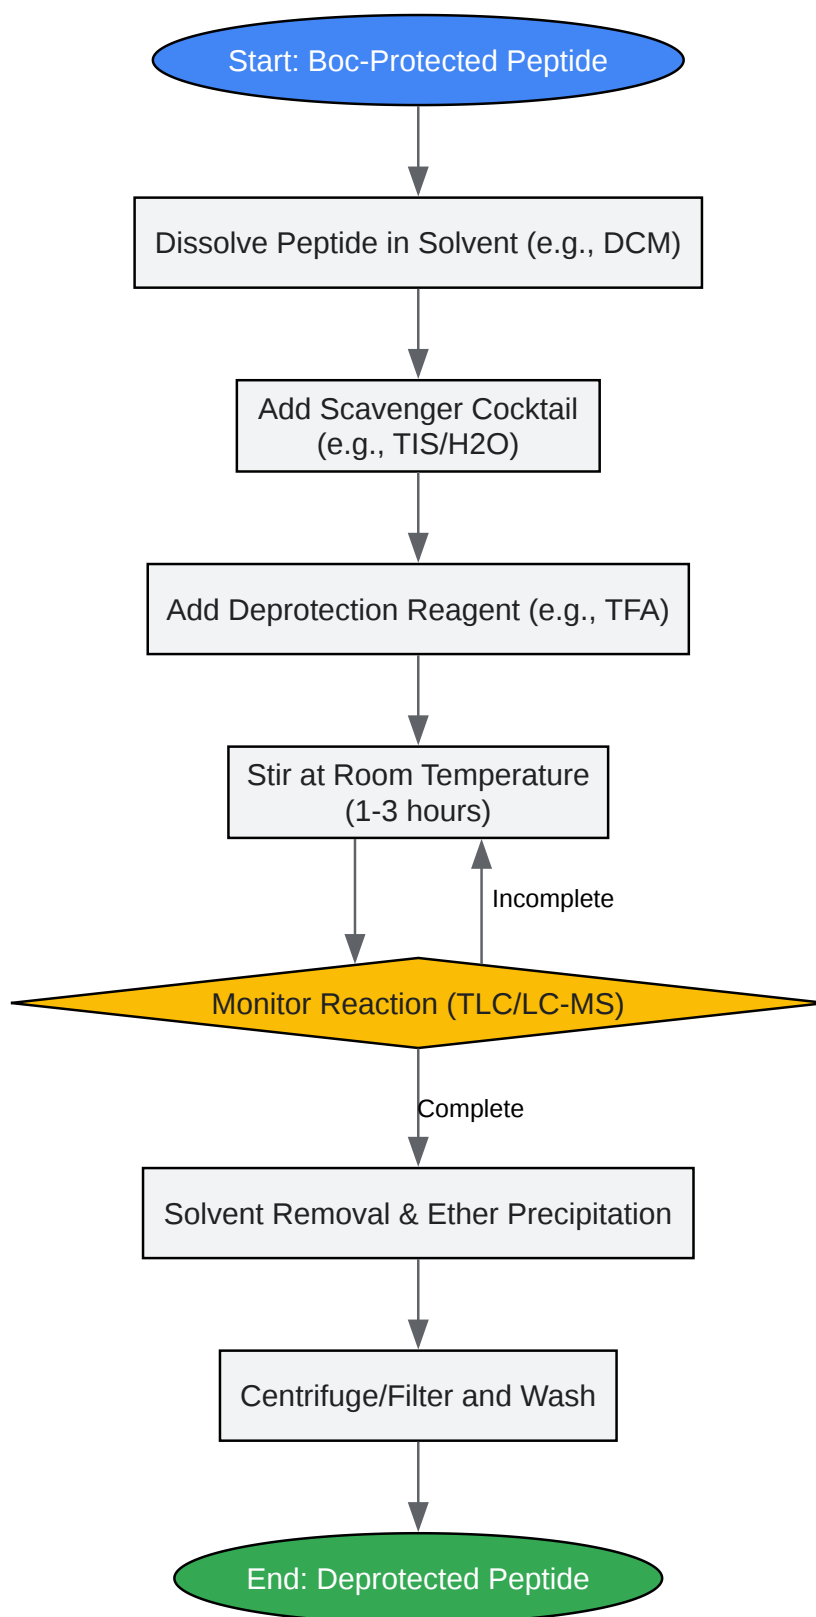 Start: Boc-Protected Peptide
Dissolve Peptide in Solvent (e.g., DCM)
Add Scavenger Cocktail
(e.g., TIS/H2O)
Add Deprotection Reagent (e.g., TFA)
Stir at Room Temperature
(1-3 hours)
Incomplete
Monitor Reaction (TLC/LC-MS)
Complete
Solvent Removal & Ether Precipitation
Centrifuge/Filter and Wash
End: Deprotected Peptide